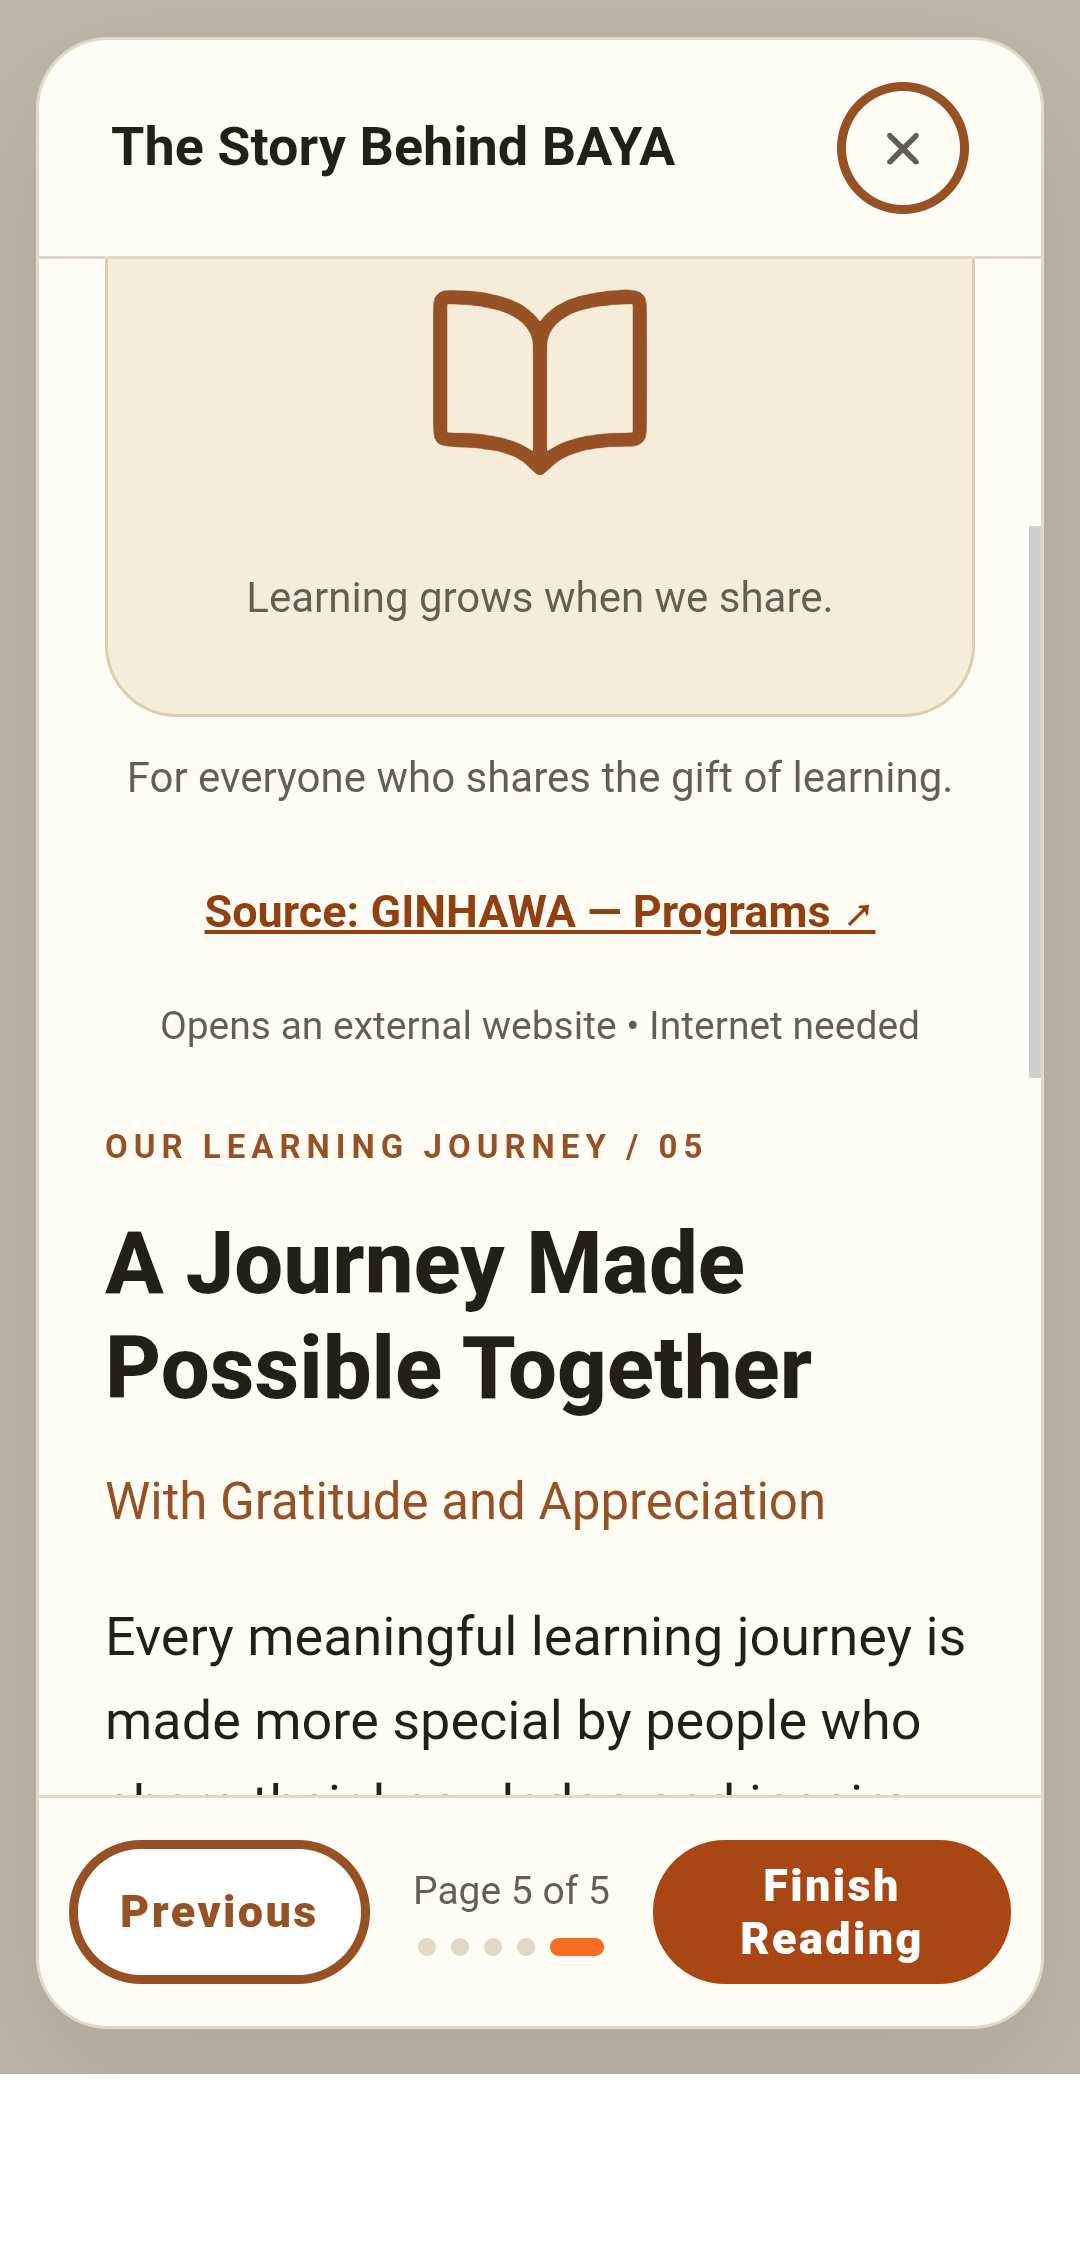 The Story Behind BAYA
Learning grows when we share.
For everyone who shares the gift of learning.
Source: GINHAWA — Programs ↗
Opens an external website • Internet needed
OUR LEARNING JOURNEY / 05
A Journey Made
Possible Together
With Gratitude and Appreciation
Every meaningful learning journey is
made more special by people who
Previous
Page 5 of 5
Finish
Reading